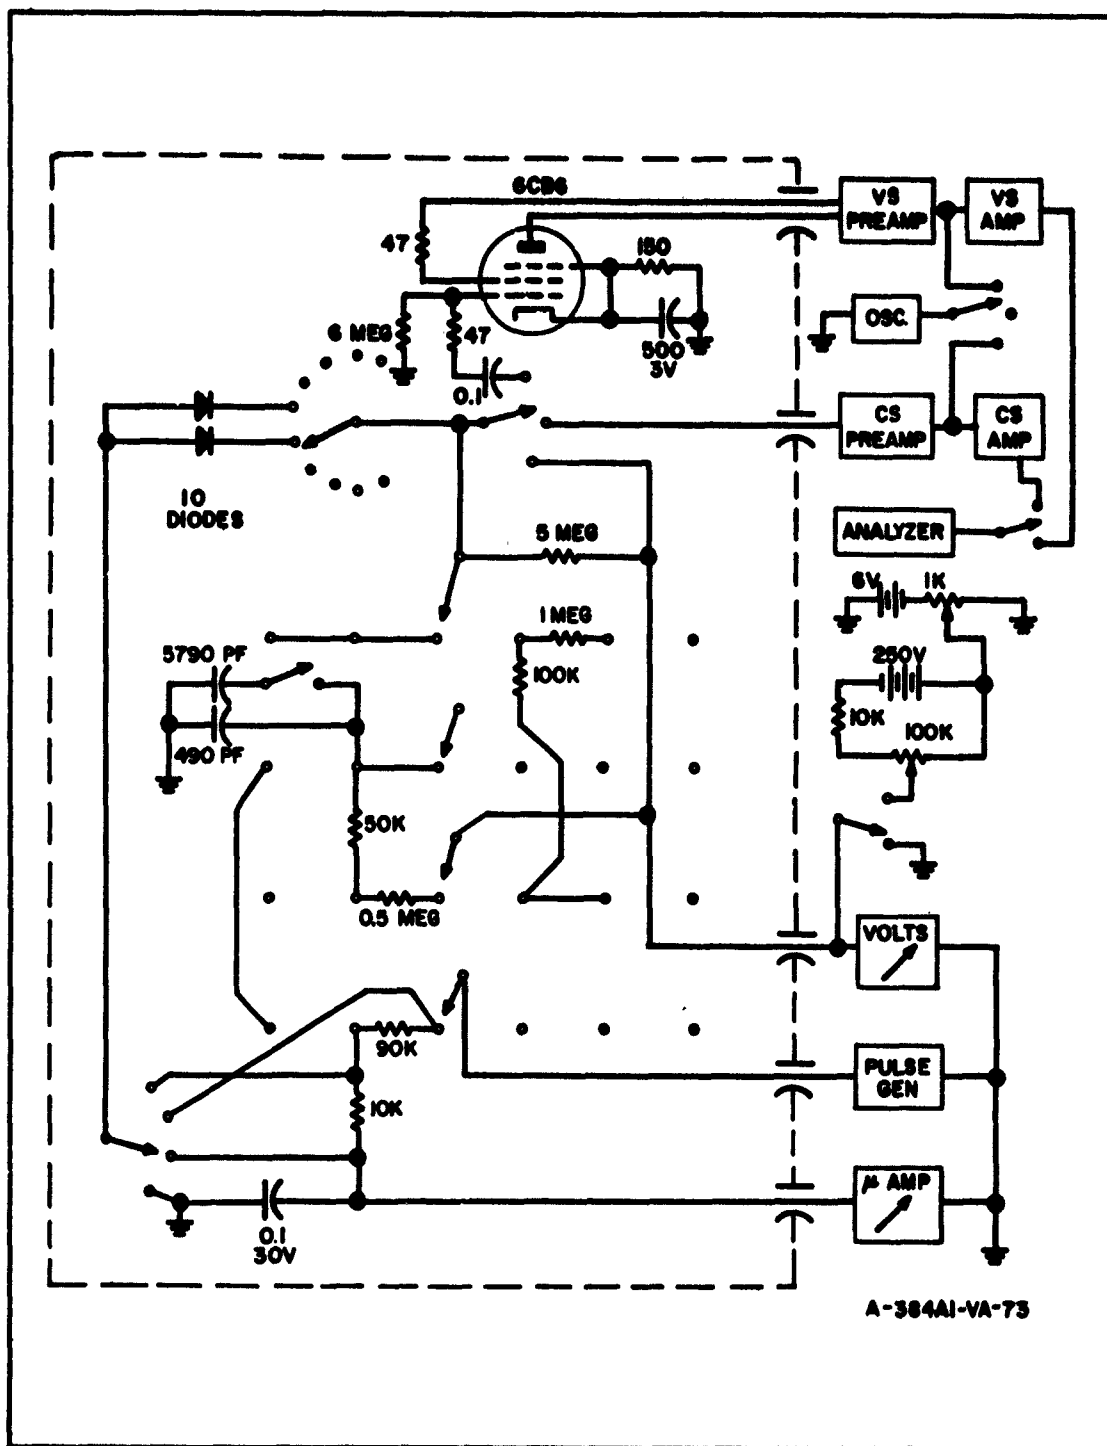 6CB6
VS
PREAMP
VS
AMP
47
150
OSC.
6 MEG
47
500
3V
0.1
CS
PREAMP
CS
AMP
10
DIODES
5 MEG
ANALYZER
6V
1K
1 MEG
5790 PF
100K
250V
490 PF
10K
100K
50K
0.5 MEG
VOLTS
90K
PULSE
GEN
10K
μ AMP
0.1
30V
A-384A1-VA-73